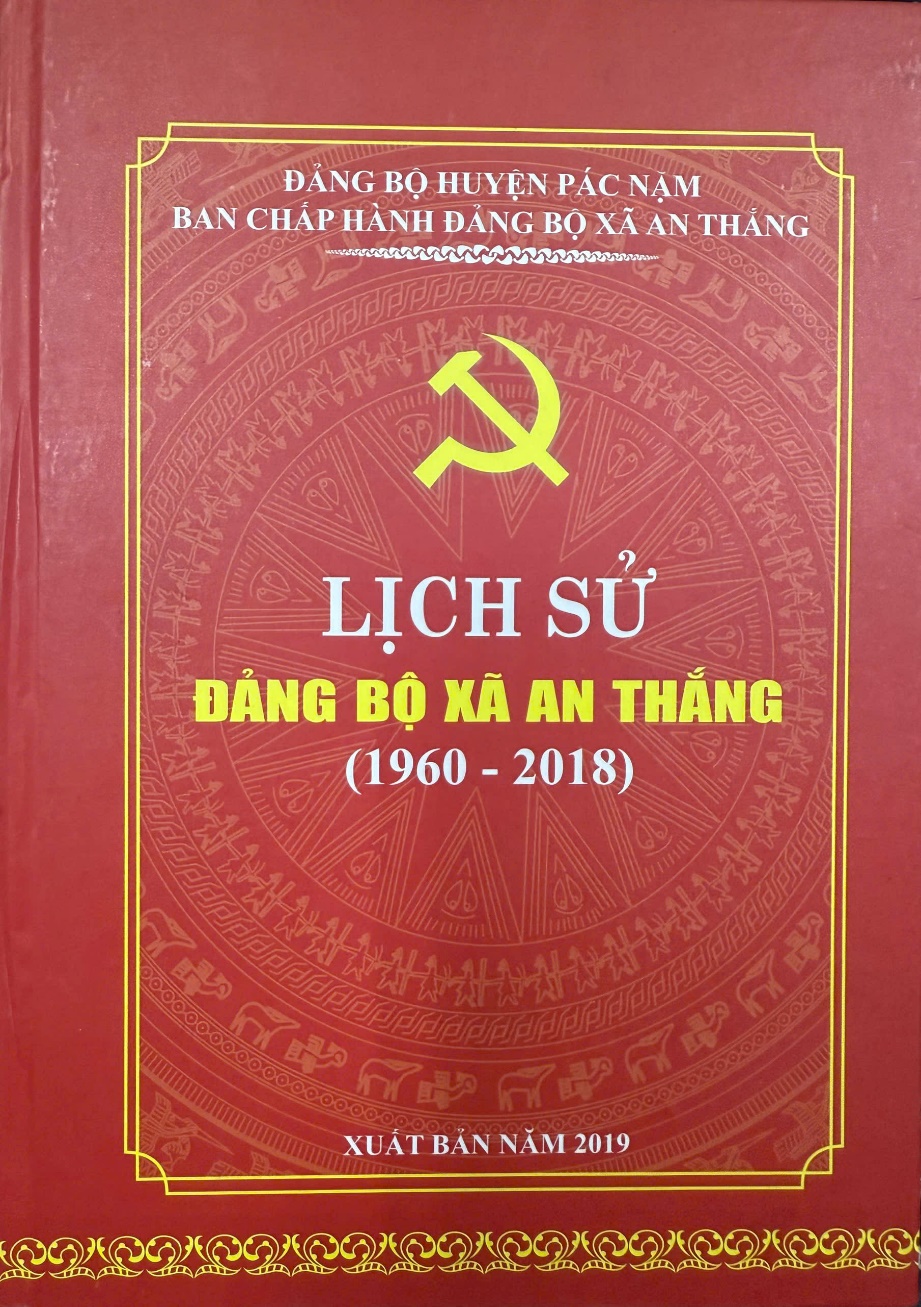 ĐẢNG BỘ HUYỆN PÁC NẶM
BAN CHẤP HÀNH ĐẢNG BỘ XÃ AN THẮNG
LỊCH SỬ
ĐẢNG BỘ XÃ AN THẮNG
(1960 - 2018)
XUẤT BẢN NĂM 2019